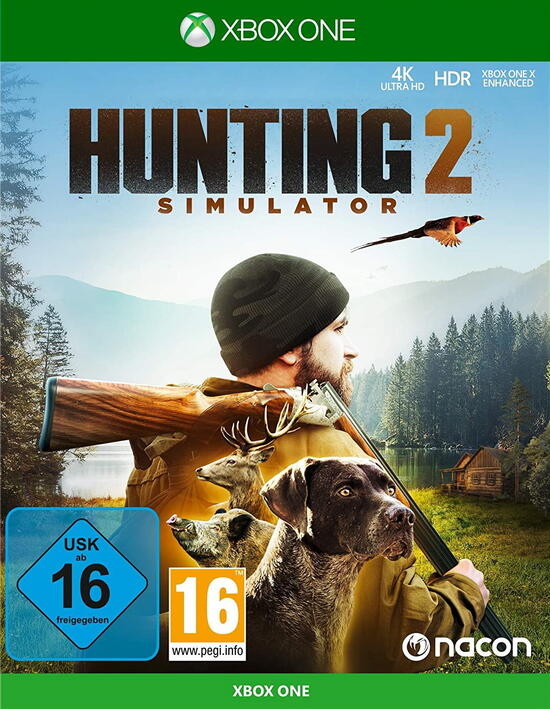 XBOX ONE
4K
ULTRA HD
HDR
XBOX ONE X
ENHANCED
HUNTING 2
SIMULATOR
USK
ab
16
freigegeben
16
www.pegi.info
nacon
XBOX ONE